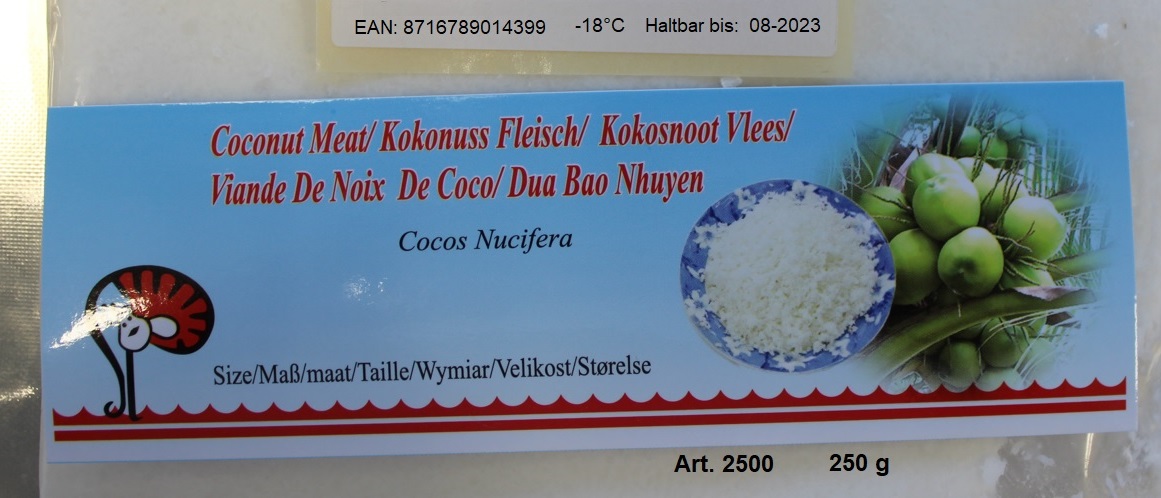 EAN: 8716789014399 -18°C Haltbar bis: 08-2023
Coconut Meat/ Kokonuss Fleisch/ Kokosnoot Vlees/
Viande De Noix De Coco/ Dua Bao Nhuyen
Cocos Nucifera
Size/Maß/maat/Taille/Wymiar/Velikost/Størelse
Art. 2500 250 g